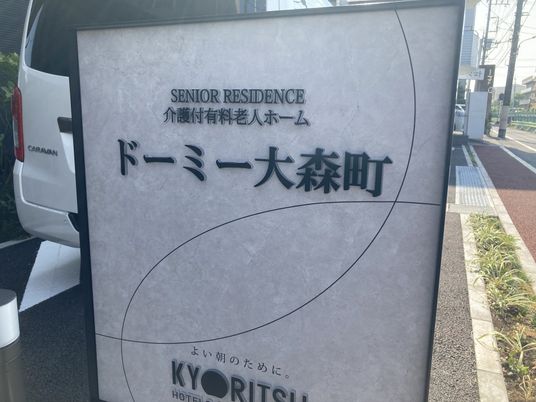 SENIOR RESIDENCE
介護付有料老人ホーム
ドーミー大森町
よい朝のために。
KYORITSU
CARAVAN